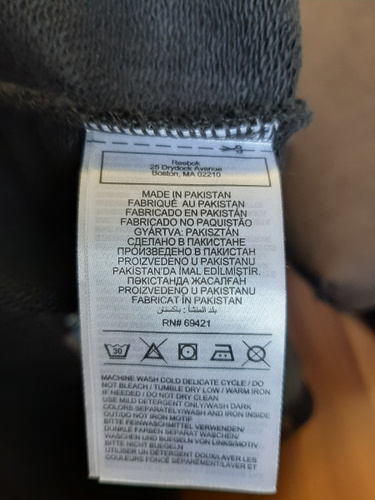 Reebok
25 Drydock Avenue
Boston, MA 02210
MADE IN PAKISTAN
FABRIQUÉ AU PAKISTAN
FABRICADO EN PAKISTÁN
FABRICADO NO PAQUISTÃO
GYÁRTVA: PAKISZTÁN
СДЕЛАНО В ПАКИСТАНЕ
ПРОИЗВЕДЕНО В ПАКИСТАН
PROIZVEDENO U PAKISTANU
PAKİSTAN'DA İMAL EDİLMİŞTİR.
ПӘКІСТАНДА ЖАСАЛҒАН
PROIZVEDENO U PAKISTANU
FABRICAT ÎN PAKISTAN
بلد المنشأ : باكستان
RN# 69421
30
MACHINE WASH COLD DELICATE CYCLE / DO
NOT BLEACH / TUMBLE DRY LOW / WARM IRON
IF NEEDED / DO NOT DRY CLEAN
USE MILD DETERGENT ONLY/WASH DARK
COLORS SEPARATELY/WASH AND IRON INSIDE
OUT/DO NOT IRON MOTIF
BITTE FEINWASCHMITTEL VERWENDEN/
DUNKLE FARBEN SEPARAT WASCHEN/
WASCHEN UND BUEGELN VON LINKS/MOTIV
BITTE NICHT BUEGELN
UTILISER UN DÉTERGENT DOUX/LAVER LES
COULEURS FONCÉ SÉPARÉMENT/LAVER ET